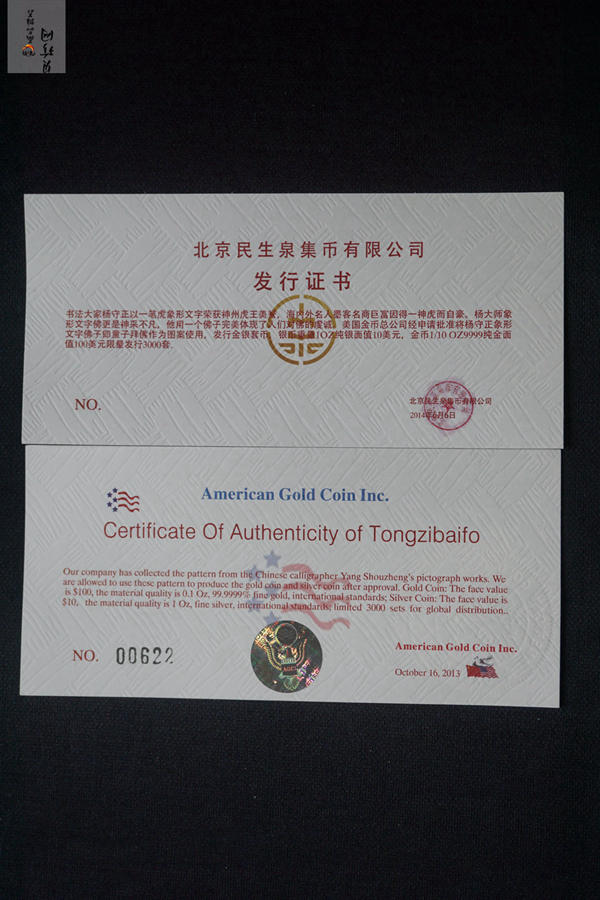 北京民生泉集币有限公司
发行证书
书法大家杨守正以一笔虎象形文字荣获神州虎王美誉，海内外名人墨客名商巨富因得一神虎而自豪。杨大师象
形文字佛更是神采不凡，他用一个佛子完美体现了人们对佛的虔诚。美国金币总公司经申请批准将杨守正象形
文字佛子如童子拜佛作为图案使用，发行金银套币。银币重量1OZ纯银面值10美元，金币1/10 OZ9999纯金面
值100美元限量发行3000套.
NO.
北京民生泉集币有限公司
2014年6月6日
American Gold Coin Inc.
Certificate Of Authenticity of Tongzibaifo
Our company has collected the pattern from the Chinese calligrapher Yang Shouzheng's pictograph works. We
are allowed to use these pattern to produce the gold coin and silver coin after approval. Gold Coin: The face value
is $100, the material quality is 0.1 Oz, 99.9999% fine gold, international standards; Silver Coin: The face value is
$10, the material quality is 1 Oz, fine silver, international standards; limited 3000 sets for global distribution..
NO. 00622
American Gold Coin Inc.
October 16, 2013